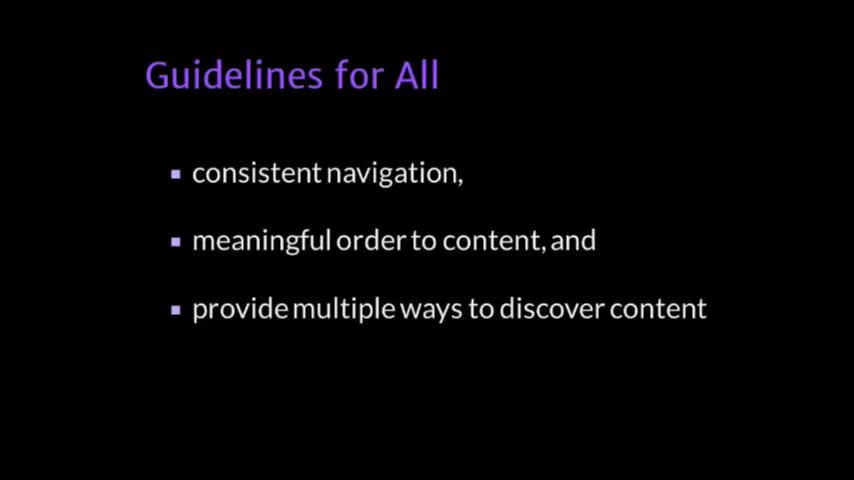 Guidelines for All
consistent navigation,
meaningful order to content, and
provide multiple ways to discover content